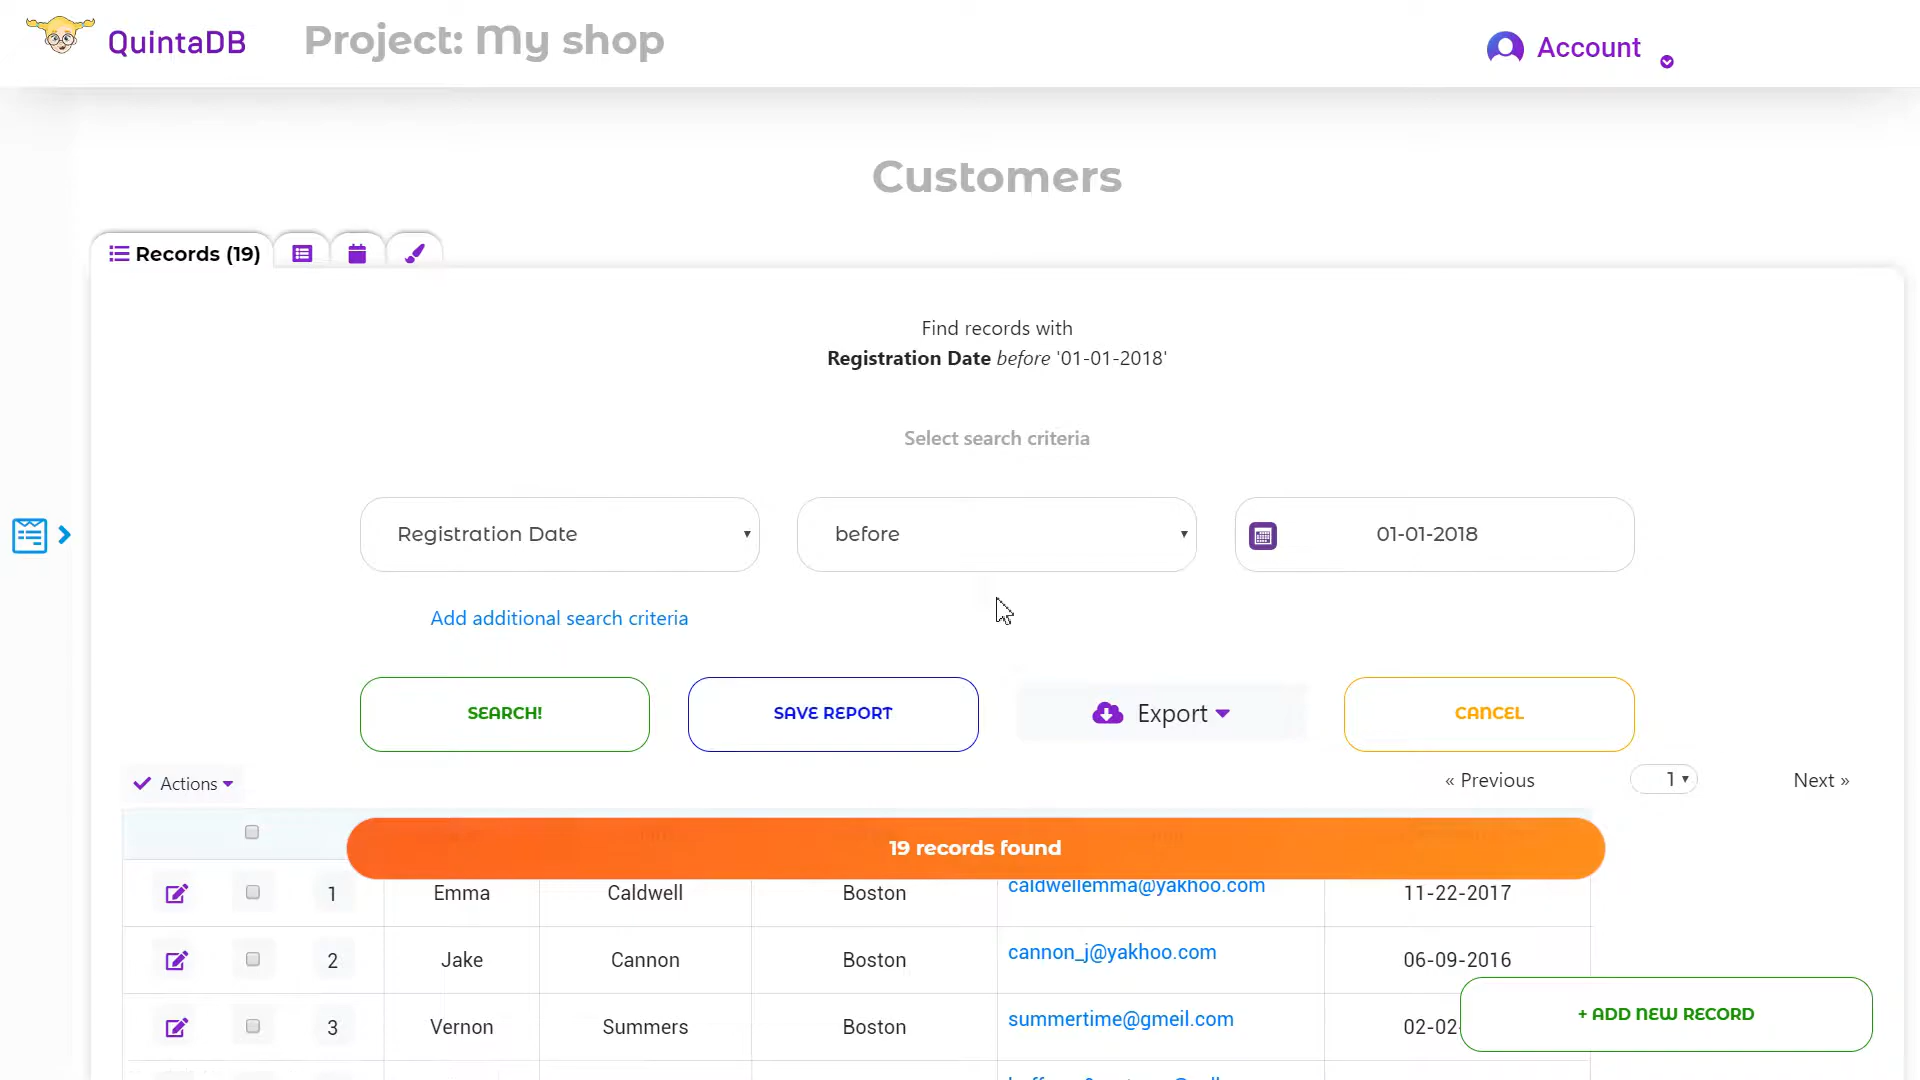 QuintaDB
Project: My shop
Account
Customers
Records (19)
Find records with
Registration Date before '01-01-2018'
Select search criteria
Registration Date
before
01-01-2018
Add additional search criteria
SEARCH!
SAVE REPORT
Export
CANCEL
Actions
« Previous
1
Next »
19 records found
1 Emma Caldwell Boston caldwellemma@yakhoo.com 11-22-2017
2 Jake Cannon Boston cannon_j@yakhoo.com 06-09-2016
3 Vernon Summers Boston summertime@gmeil.com 02-02-
+ ADD NEW RECORD